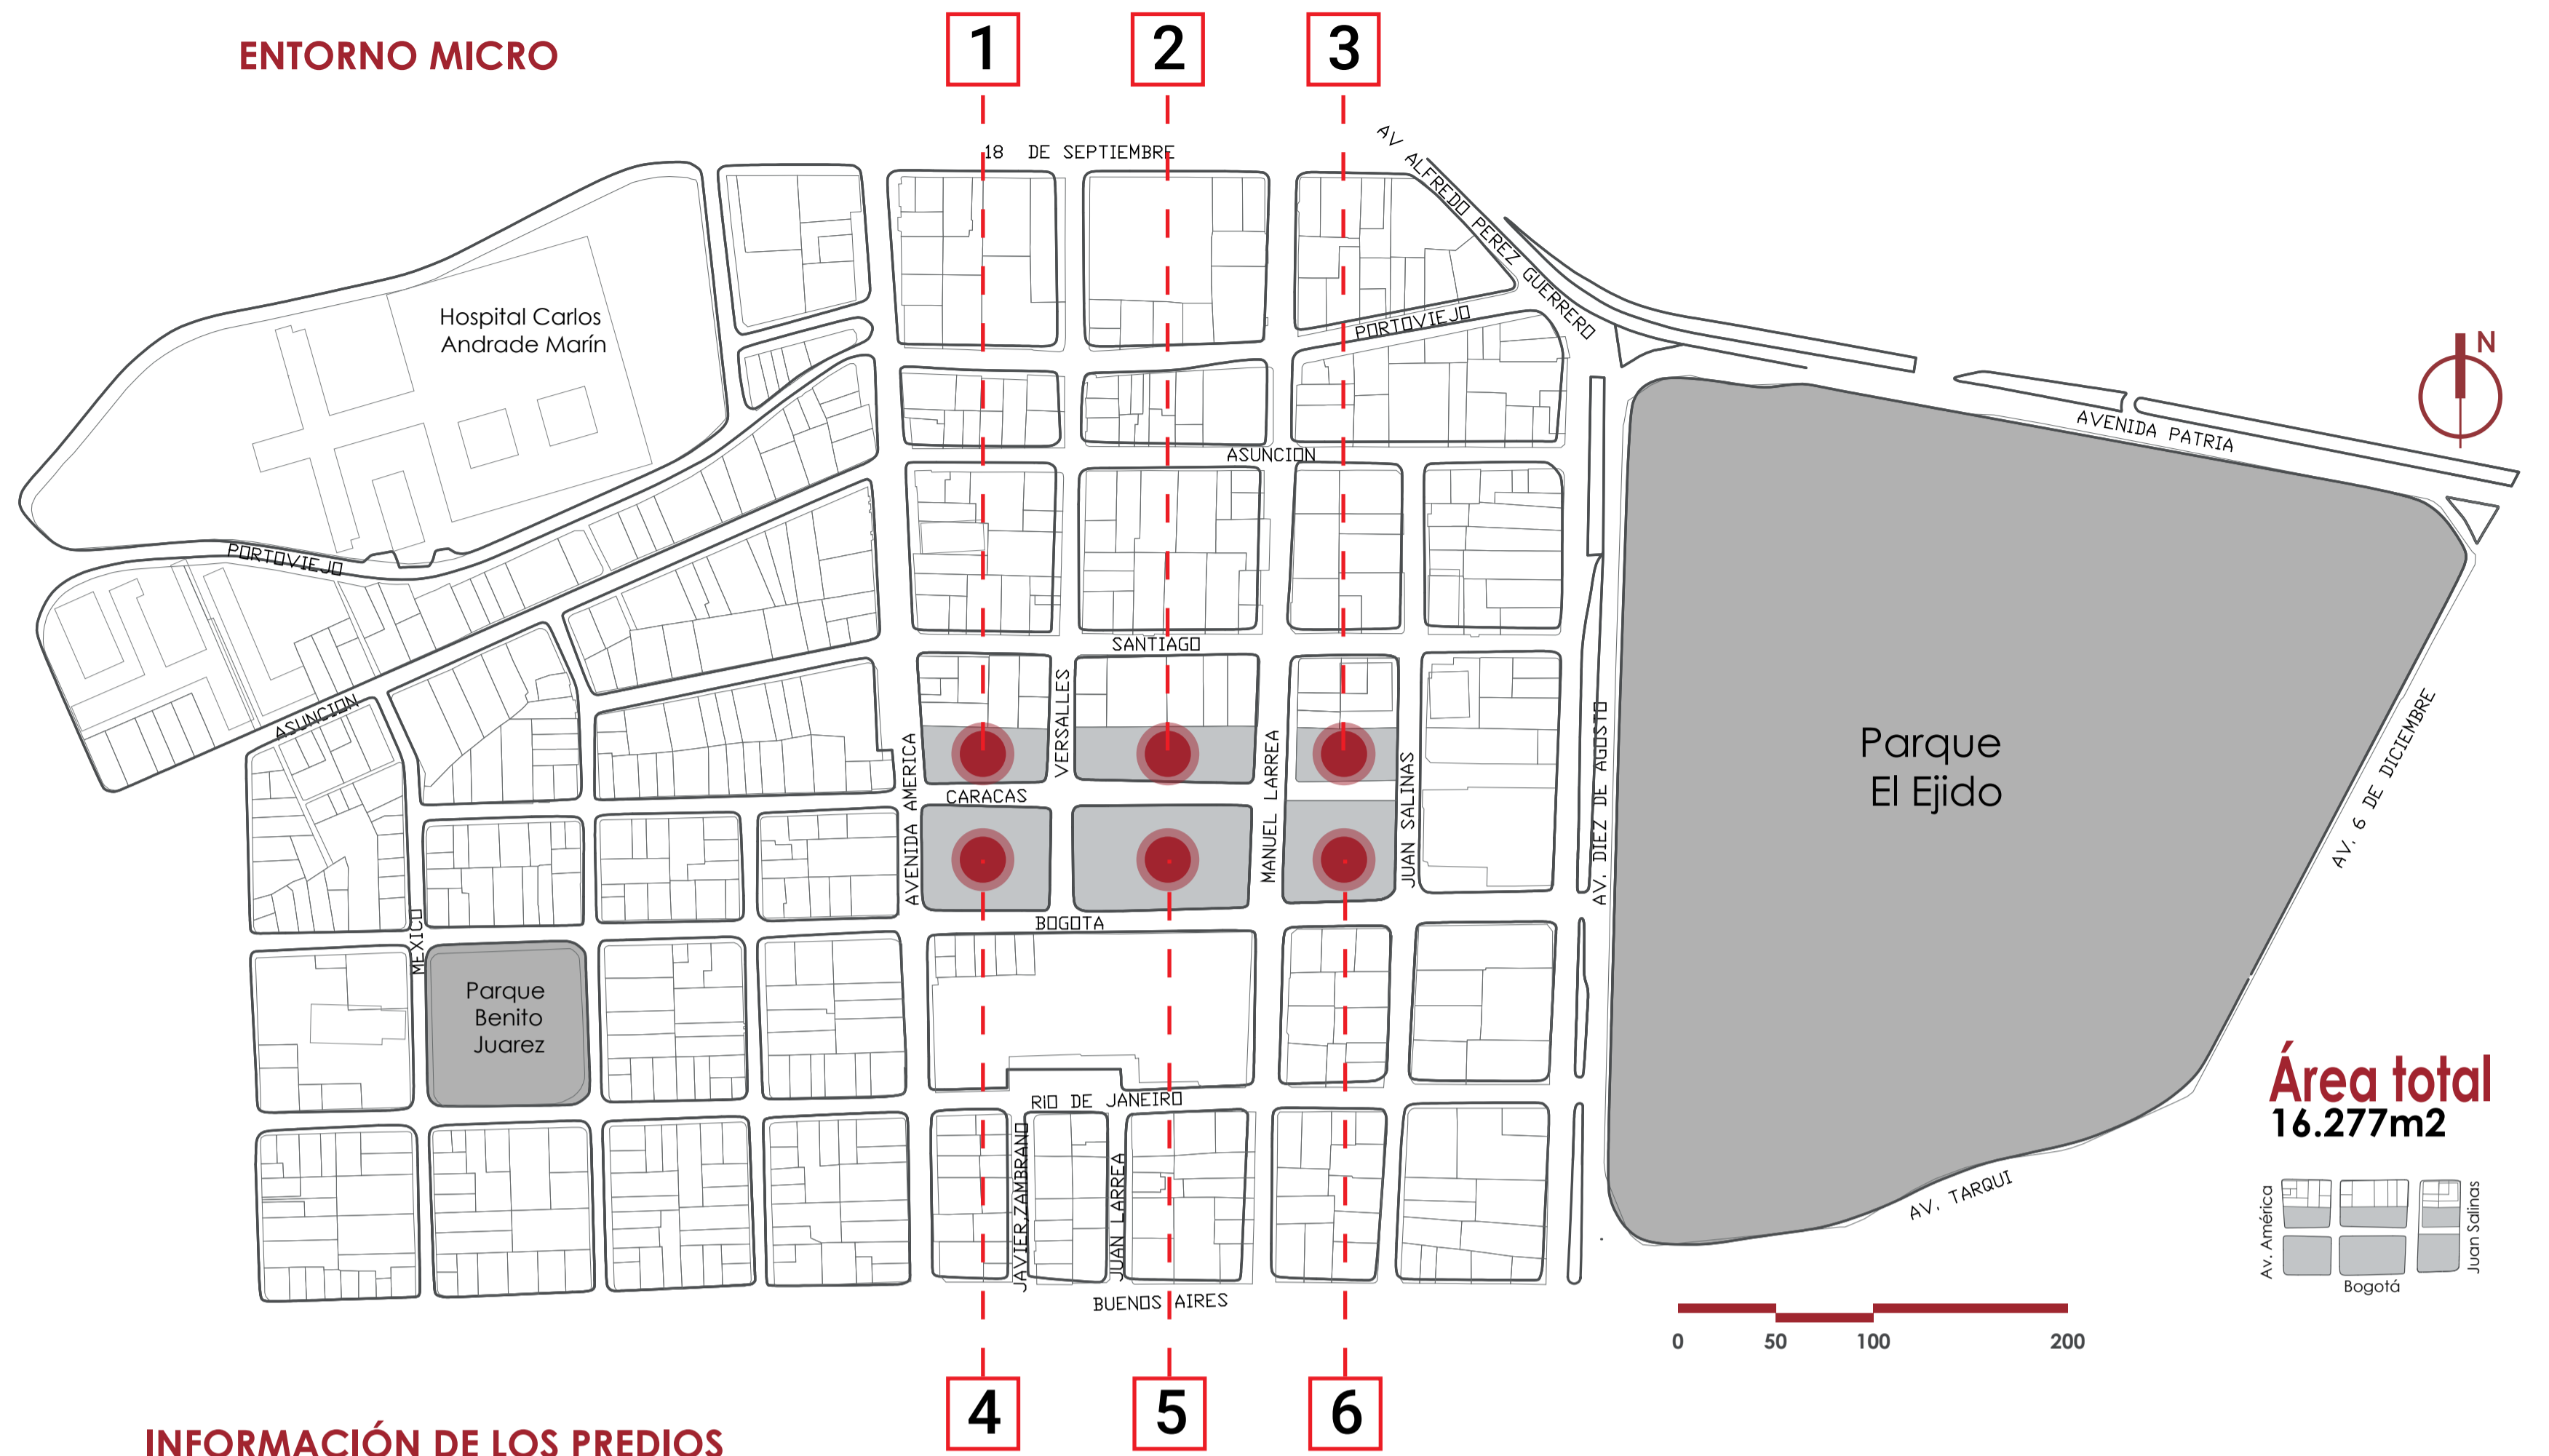 ENTORNO MICRO
1
2
3
18 DE SEPTIEMBRE
AV ALFREDO PEREZ GUERRERO
Hospital Carlos
Andrade Marín
PORTOVIEJO
N
AVENIDA PATRIA
ASUNCION
PORTOVIEJO
SANTIAGO
ASUNCION
VERSALLES
AVENIDA AMERICA
MANUEL LARREA
JUAN SALINAS
AV. DIEZ DE AGOSTO
Parque
El Ejido
AV. 6 DE DICIEMBRE
CARACAS
BOGOTA
MEXICO
Parque
Benito
Juarez
RIO DE JANEIRO
JAVIER.ZAMBRANO
JUAN LARREA
BUENOS AIRES
AV. TARQUI
Área total
16.277m2
Av. América
Juan Salinas
Bogotá
0
50
100
200
4
5
6
INFORMACIÓN DE LOS PREDIOS